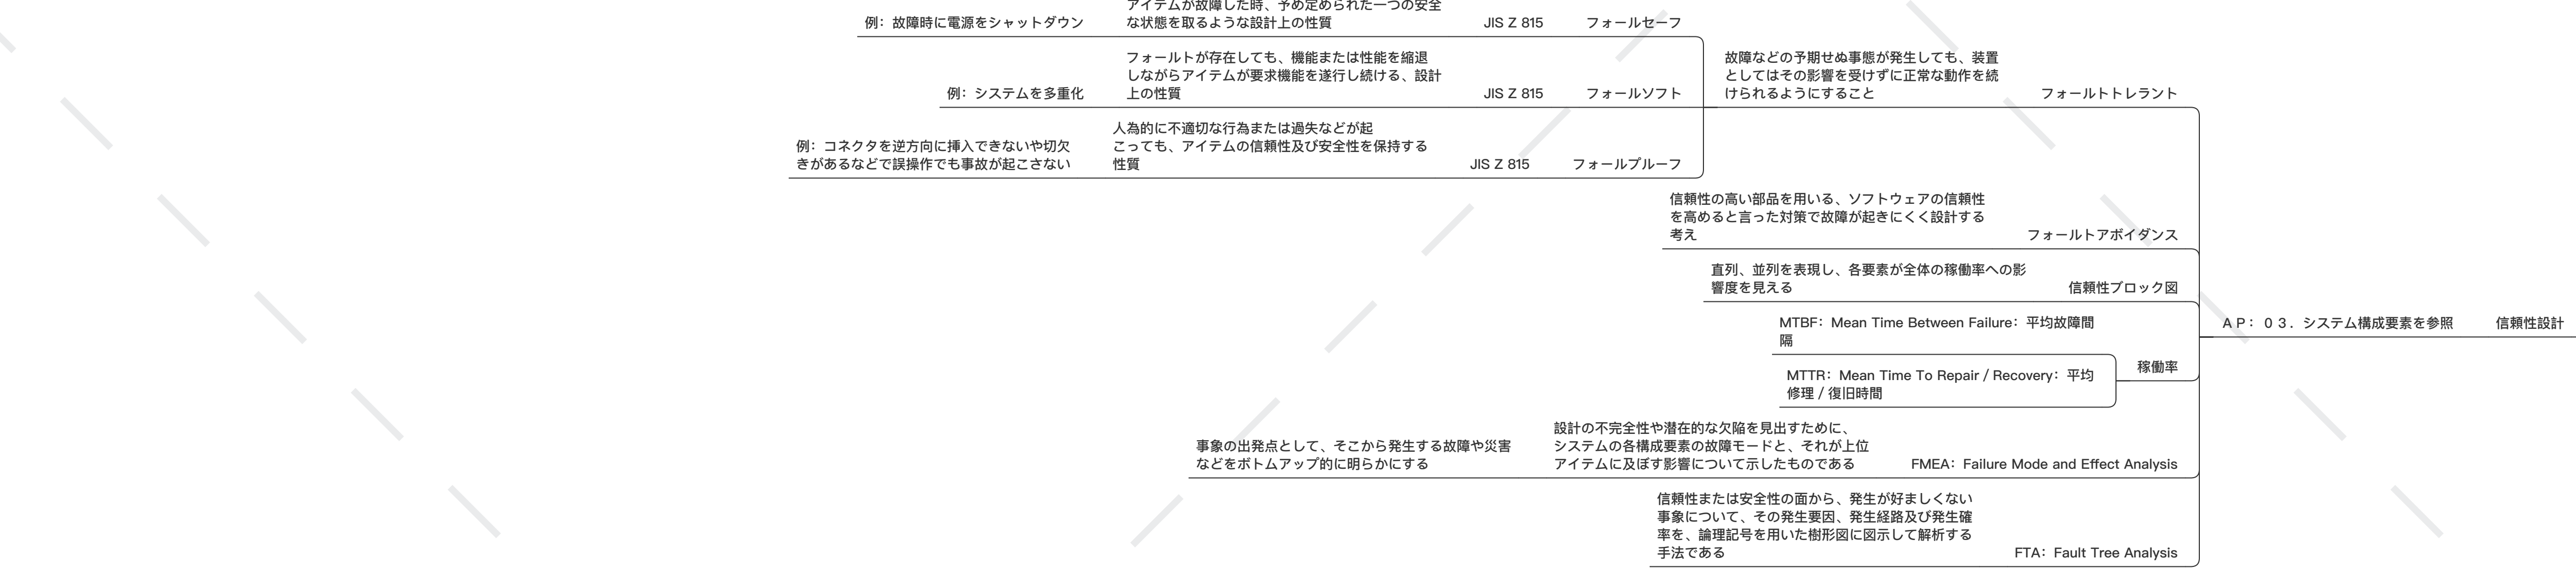 アイテムが故障した時、予め定められた一つの安全
な状態を取るような設計上の性質
例：故障時に電源をシャットダウン
JIS Z 815
フォールセーフ
フォールトが存在しても、機能または性能を縮退
しながらアイテムが要求機能を遂行し続ける、設計
上の性質
例：システムを多重化
JIS Z 815
フォールソフト
人為的に不適切な行為または過失などが起
こっても、アイテムの信頼性及び安全性を保持する
性質
例：コネクタを逆方向に挿入できないや切欠
きがあるなどで誤操作でも事故が起こさない
JIS Z 815
フォールプルーフ
故障などの予期せぬ事態が発生しても、装置
としてはその影響を受けずに正常な動作を続
けられるようにすること
フォールトトレラント
信頼性の高い部品を用いる、ソフトウェアの信頼性
を高めると言った対策で故障が起きにくく設計する
考え
フォールトアボイダンス
直列、並列を表現し、各要素が全体の稼働率への影
響度を見える
信頼性ブロック図
MTBF：Mean Time Between Failure：平均故障間
隔
MTTR：Mean Time To Repair / Recovery：平均
修理 / 復旧時間
稼働率
ＡＰ：０３．システム構成要素を参照
信頼性設計
事象の出発点として、そこから発生する故障や災害
などをボトムアップ的に明らかにする
設計の不完全性や潜在的な欠陥を見出すために、
システムの各構成要素の故障モードと、それが上位
アイテムに及ぼす影響について示したものである
FMEA：Failure Mode and Effect Analysis
信頼性または安全性の面から、発生が好ましくない
事象について、その発生要因、発生経路及び発生確
率を、論理記号を用いた樹形図に図示して解析する
手法である
FTA：Fault Tree Analysis